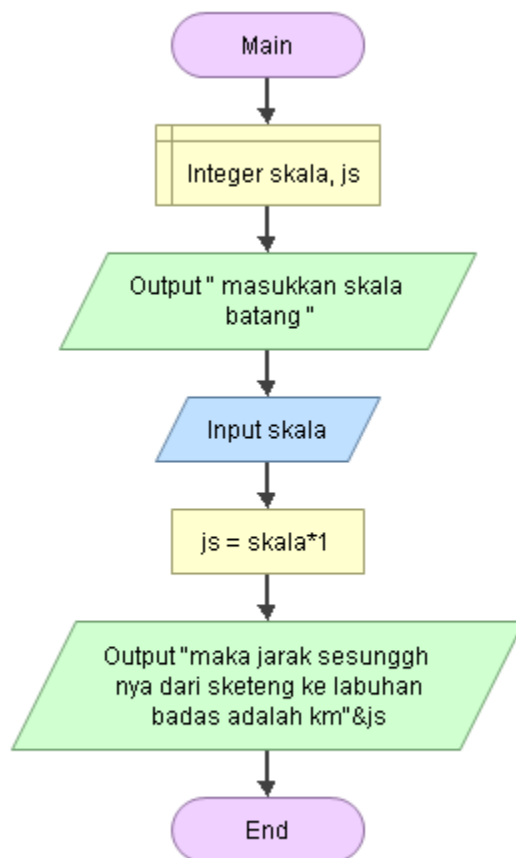 Main
Integer skala, js
Output " masukkan skala
batang "
Input skala
js = skala*1
Output "maka jarak sesunggh
nya dari sketeng ke labuhan
badas adalah km"&js
End